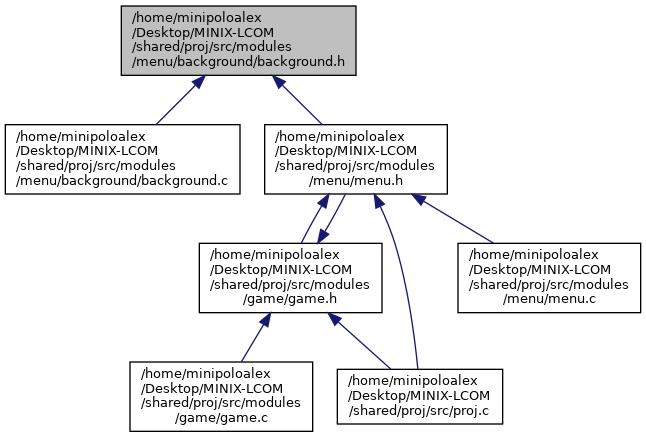 /home/minipoloalex
/Desktop/MINIX-LCOM
/shared/proj/src/modules
/menu/background/background.h
/home/minipoloalex
/Desktop/MINIX-LCOM
/shared/proj/src/modules
/menu/background/background.c
/home/minipoloalex
/Desktop/MINIX-LCOM
/shared/proj/src/modules
/menu/menu.h
/home/minipoloalex
/Desktop/MINIX-LCOM
/shared/proj/src/modules
/game/game.h
/home/minipoloalex
/Desktop/MINIX-LCOM
/shared/proj/src/modules
/menu/menu.c
/home/minipoloalex
/Desktop/MINIX-LCOM
/shared/proj/src/modules
/game/game.c
/home/minipoloalex
/Desktop/MINIX-LCOM
/shared/proj/src/proj.c